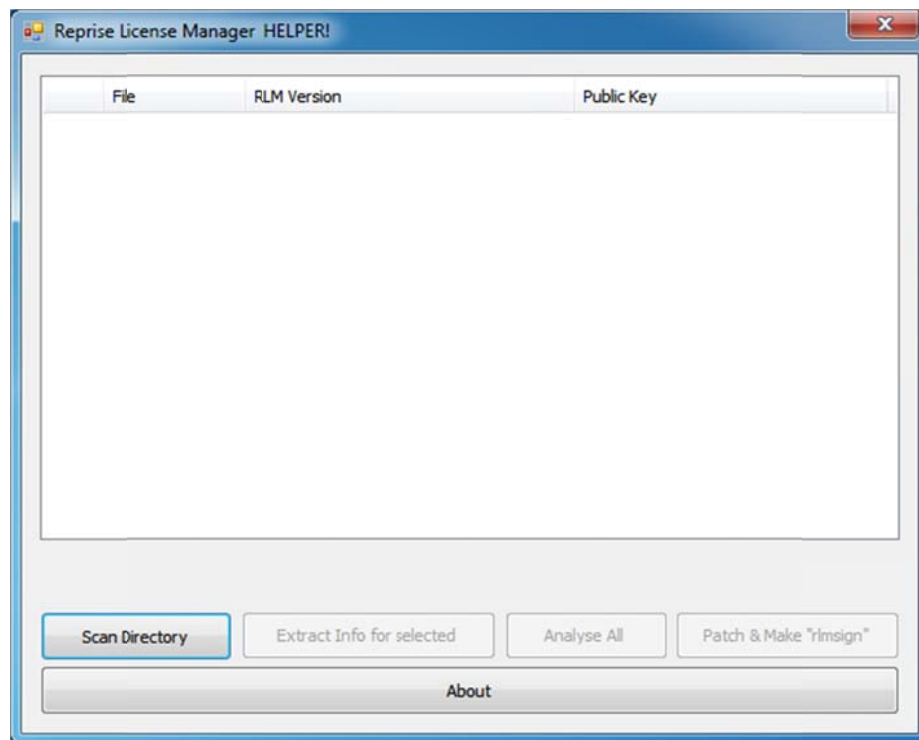 Reprise License Manager HELPER!
File RLM Version Public Key
Scan Directory Extract Info for selected Analyse All Patch & Make "rlmsign"
About